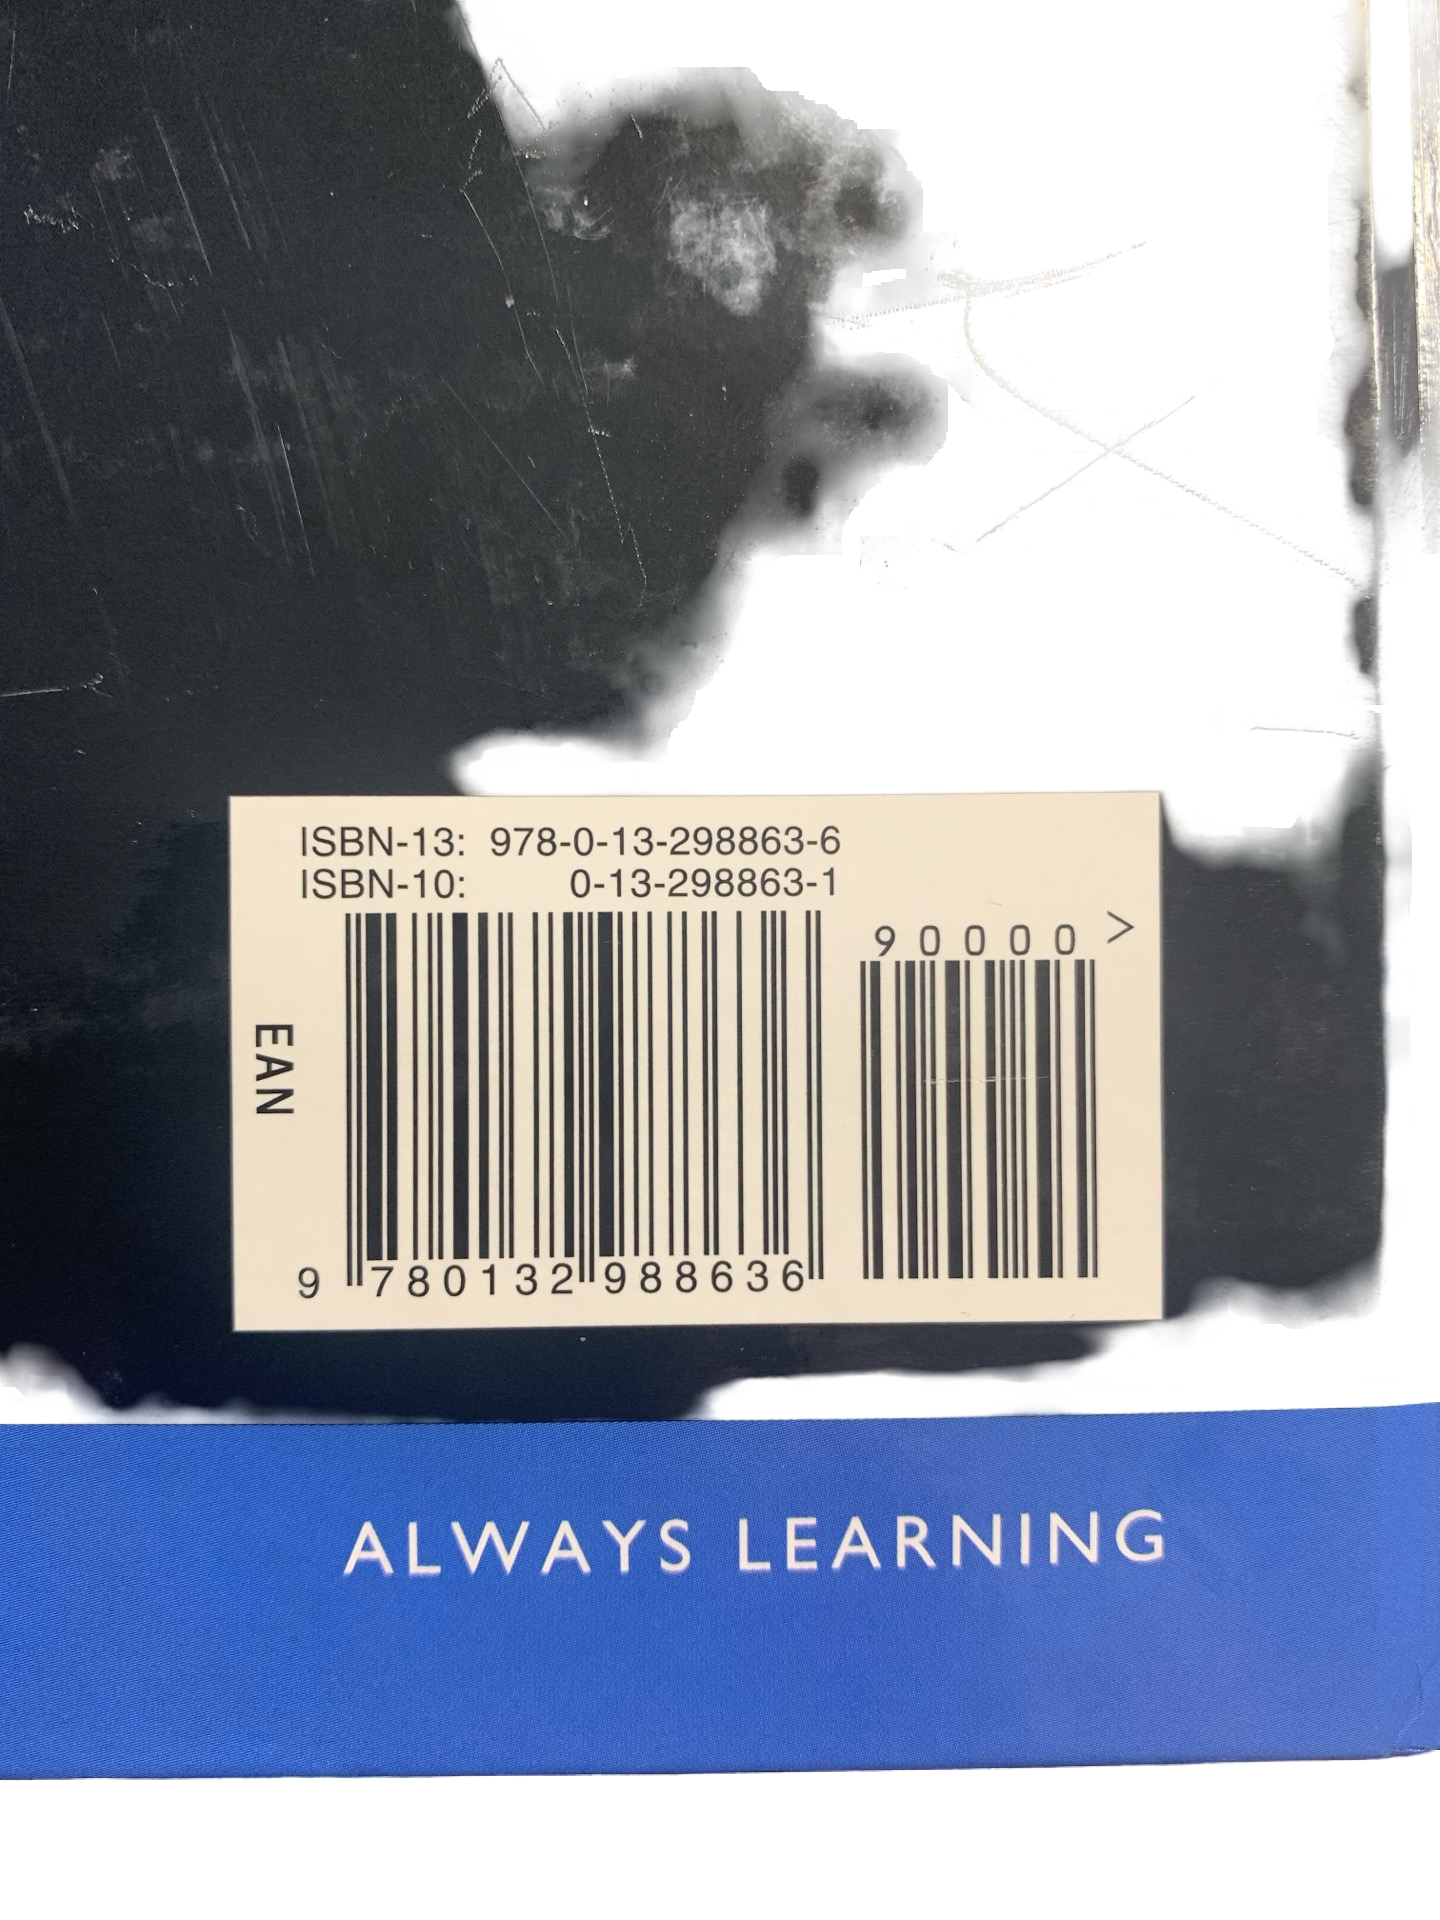 ISBN-13: 978-0-13-298863-6
ISBN-10: 0-13-298863-1
90000 >
EAN
9 780132 988636
ALWAYS LEARNING